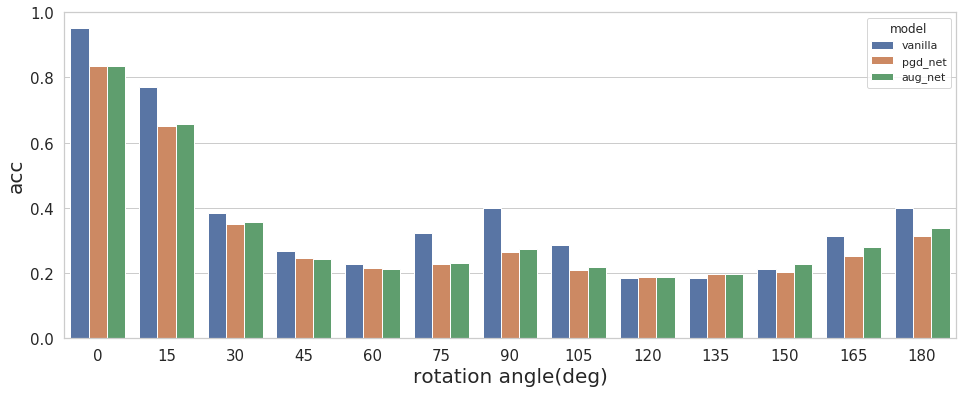 1.0
0.8
0.6
0.4
0.2
0.0
acc
model
vanilla
pgd_net
aug_net
0 15 30 45 60 75 90 105 120 135 150 165 180
rotation angle(deg)